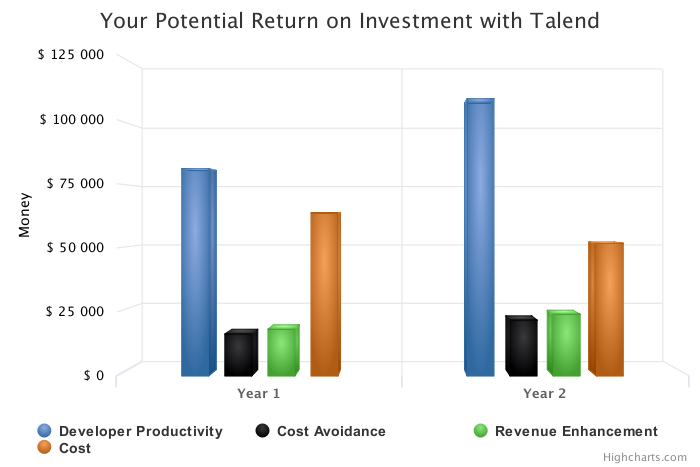 Your Potential Return on Investment with Talend
$ 125 000
$ 100 000
$ 75 000
$ 50 000
$ 25 000
$ 0
Money
Year 1
Year 2
Developer Productivity
Cost Avoidance
Revenue Enhancement
Cost
Highcharts.com